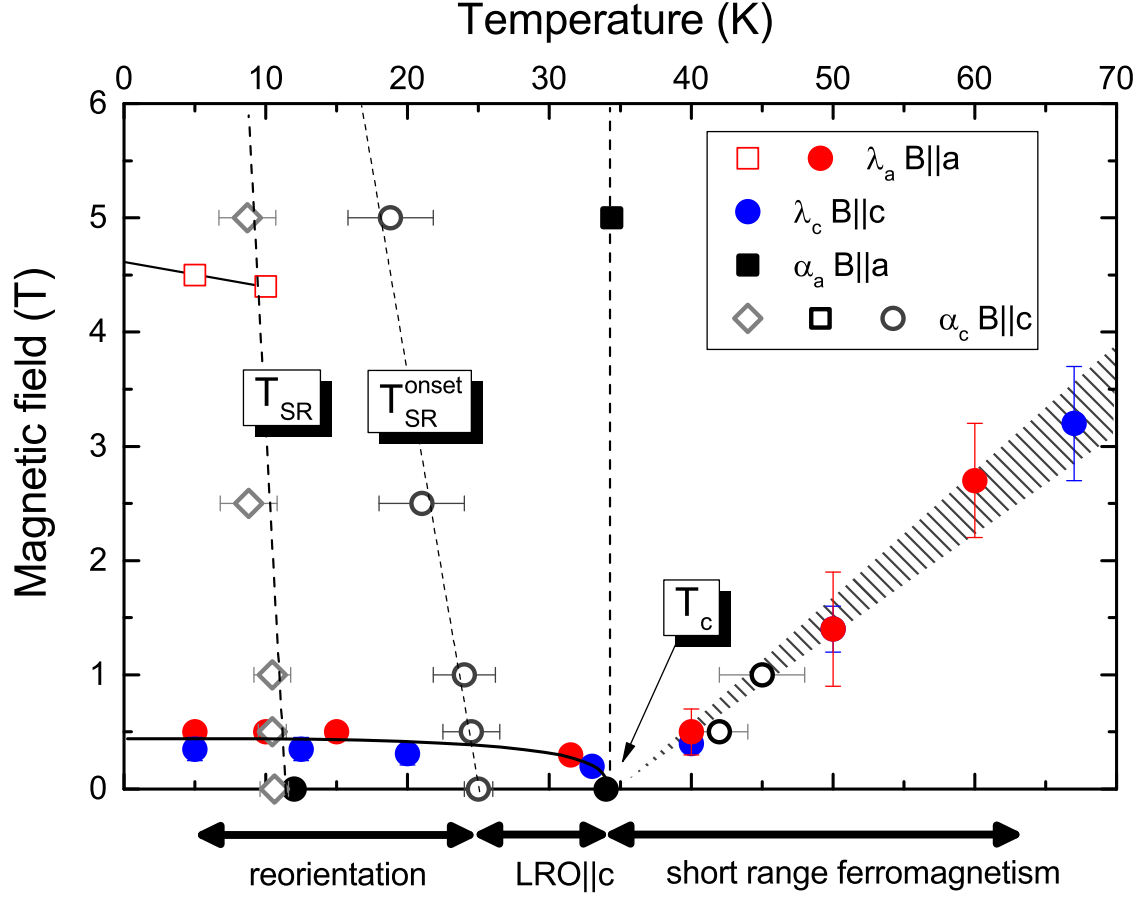 Temperature (K)
0 10 20 30 40 50 60 70
Magnetic field (T)
6
5
4
3
2
1
0
λa B||a
λc B||c
αa B||a
αc B||c
TSR
TSRonset
Tc
reorientation LRO||c short range ferromagnetism